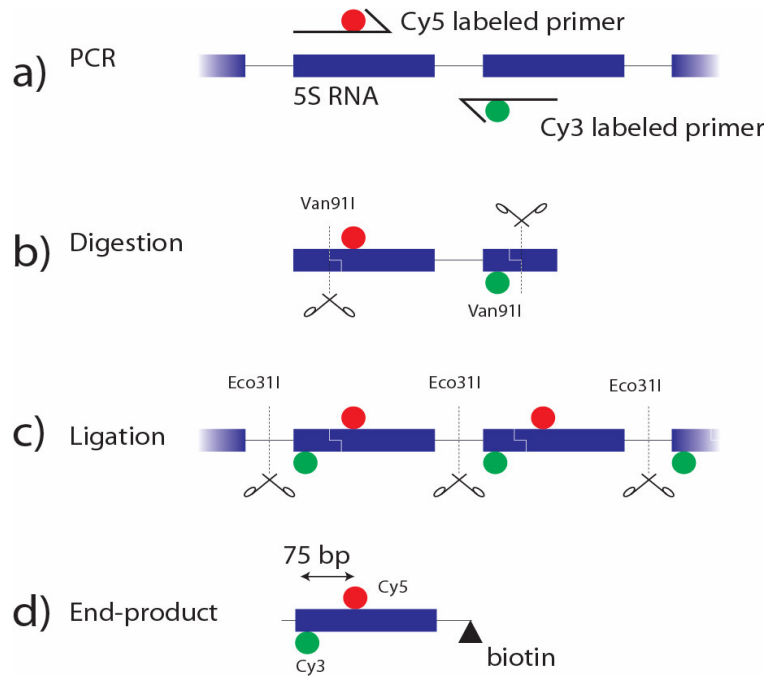 Cy5 labeled primer
a) PCR
5S RNA
Cy3 labeled primer
Van91I
b) Digestion
Van91I
Eco31I Eco31I Eco31I
c) Ligation
75 bp
Cy5
d) End-product
biotin
Cy3